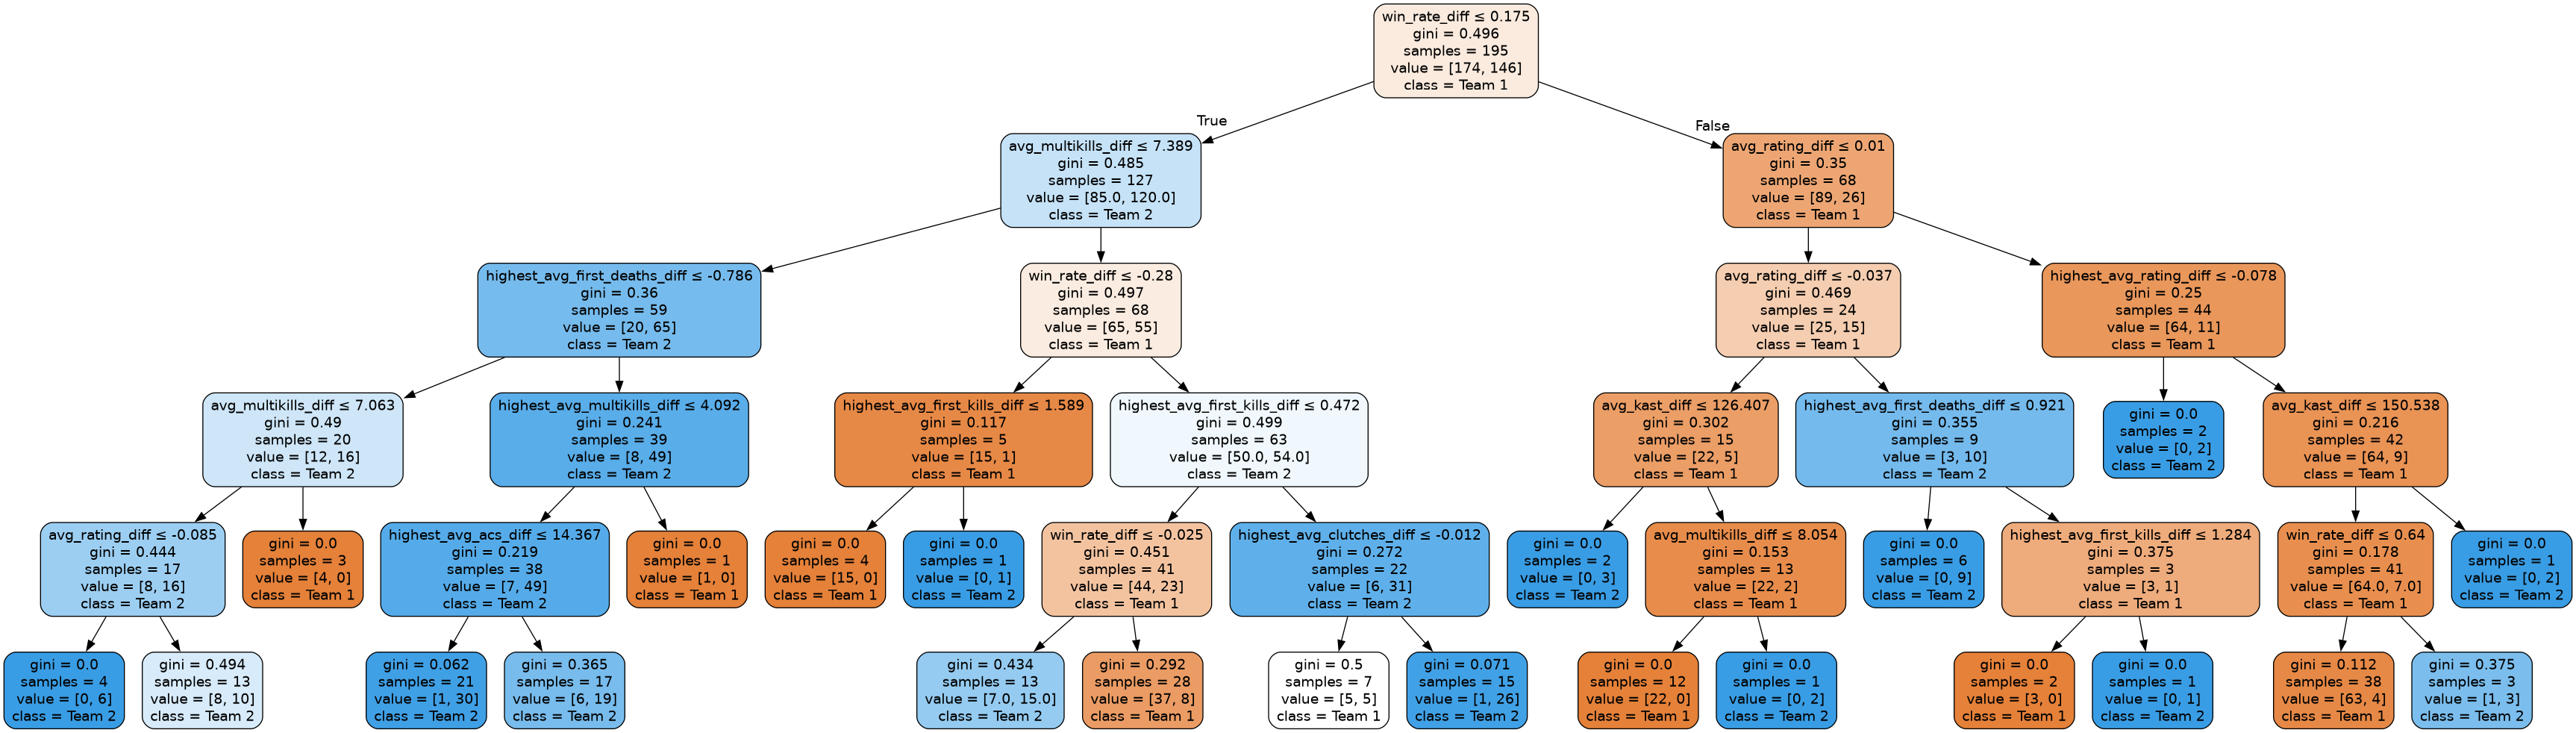 win_rate_diff ≤ 0.175
gini = 0.496
samples = 195
value = [174, 146]
class = Team 1
True
False
avg_multikills_diff ≤ 7.389
gini = 0.485
samples = 127
value = [85.0, 120.0]
class = Team 2
avg_rating_diff ≤ 0.01
gini = 0.35
samples = 68
value = [89, 26]
class = Team 1
highest_avg_first_deaths_diff ≤ -0.786
gini = 0.36
samples = 59
value = [20, 65]
class = Team 2
win_rate_diff ≤ -0.28
gini = 0.497
samples = 68
value = [65, 55]
class = Team 1
avg_rating_diff ≤ -0.037
gini = 0.469
samples = 24
value = [25, 15]
class = Team 1
highest_avg_rating_diff ≤ -0.078
gini = 0.25
samples = 44
value = [64, 11]
class = Team 1
avg_multikills_diff ≤ 7.063
gini = 0.49
samples = 20
value = [12, 16]
class = Team 2
highest_avg_multikills_diff ≤ 4.092
gini = 0.241
samples = 39
value = [8, 49]
class = Team 2
highest_avg_first_kills_diff ≤ 1.589
gini = 0.117
samples = 5
value = [15, 1]
class = Team 1
highest_avg_first_kills_diff ≤ 0.472
gini = 0.499
samples = 63
value = [50.0, 54.0]
class = Team 2
avg_kast_diff ≤ 126.407
gini = 0.302
samples = 15
value = [22, 5]
class = Team 1
highest_avg_first_deaths_diff ≤ 0.921
gini = 0.355
samples = 9
value = [3, 10]
class = Team 2
gini = 0.0
samples = 2
value = [0, 2]
class = Team 2
avg_kast_diff ≤ 150.538
gini = 0.216
samples = 42
value = [64, 9]
class = Team 1
avg_rating_diff ≤ -0.085
gini = 0.444
samples = 17
value = [8, 16]
class = Team 2
gini = 0.0
samples = 3
value = [4, 0]
class = Team 1
highest_avg_acs_diff ≤ 14.367
gini = 0.219
samples = 38
value = [7, 49]
class = Team 2
gini = 0.0
samples = 1
value = [1, 0]
class = Team 1
gini = 0.0
samples = 4
value = [15, 0]
class = Team 1
gini = 0.0
samples = 1
value = [0, 1]
class = Team 2
win_rate_diff ≤ -0.025
gini = 0.451
samples = 41
value = [44, 23]
class = Team 1
highest_avg_clutches_diff ≤ -0.012
gini = 0.272
samples = 22
value = [6, 31]
class = Team 2
gini = 0.0
samples = 2
value = [0, 3]
class = Team 2
avg_multikills_diff ≤ 8.054
gini = 0.153
samples = 13
value = [22, 2]
class = Team 1
gini = 0.0
samples = 6
value = [0, 9]
class = Team 2
highest_avg_first_kills_diff ≤ 1.284
gini = 0.375
samples = 3
value = [3, 1]
class = Team 1
win_rate_diff ≤ 0.64
gini = 0.178
samples = 41
value = [64.0, 7.0]
class = Team 1
gini = 0.0
samples = 1
value = [0, 2]
class = Team 2
gini = 0.0
samples = 4
value = [0, 6]
class = Team 2
gini = 0.494
samples = 13
value = [8, 10]
class = Team 2
gini = 0.062
samples = 21
value = [1, 30]
class = Team 2
gini = 0.365
samples = 17
value = [6, 19]
class = Team 2
gini = 0.434
samples = 13
value = [7.0, 15.0]
class = Team 2
gini = 0.292
samples = 28
value = [37, 8]
class = Team 1
gini = 0.5
samples = 7
value = [5, 5]
class = Team 1
gini = 0.071
samples = 15
value = [1, 26]
class = Team 2
gini = 0.0
samples = 12
value = [22, 0]
class = Team 1
gini = 0.0
samples = 1
value = [0, 2]
class = Team 2
gini = 0.0
samples = 2
value = [3, 0]
class = Team 1
gini = 0.0
samples = 1
value = [0, 1]
class = Team 2
gini = 0.112
samples = 38
value = [63, 4]
class = Team 1
gini = 0.375
samples = 3
value = [1, 3]
class = Team 2